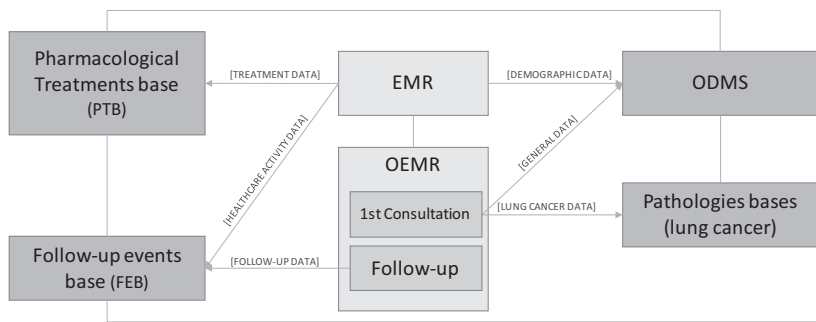 Pharmacological
Treatments base
(PTB)
[TREATMENT DATA]
EMR
[DEMOGRAPHIC DATA]
ODMS
[HEALTHCARE ACTIVITY DATA]
[GENERAL DATA]
OEMR
1st Consultation
[LUNG CANCER DATA]
Pathologies bases
(lung cancer)
Follow-up events
base (FEB)
[FOLLOW-UP DATA]
Follow-up